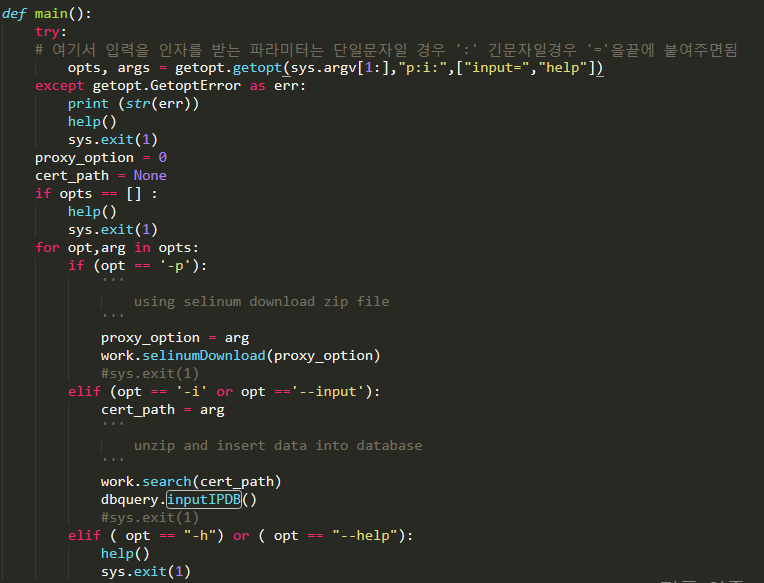 def main():
    try:
    # 여기서 입력을 인자를 받는 파라미터는 단일문자일 경우 ':' 긴문자일경우 '='을끝에 붙여주면됨
        opts, args = getopt.getopt(sys.argv[1:],"p:i:",["input=","help"])
    except getopt.GetoptError as err:
        print (str(err))
        help()
        sys.exit(1)
    proxy_option = 0
    cert_path = None
    if opts == [] :
        help()
        sys.exit(1)
    for opt,arg in opts:
        if (opt == '-p'):
            '''
                using selinum download zip file
            '''
            proxy_option = arg
            work.selinumDownload(proxy_option)
            #sys.exit(1)
        elif (opt == '-i' or opt =='--input'):
            cert_path = arg
            '''
                unzip and insert data into database
            '''
            work.search(cert_path)
            dbquery.inputIPDB()
            #sys.exit(1)
        elif ( opt == "-h") or ( opt == "--help"):
            help()
            sys.exit(1)